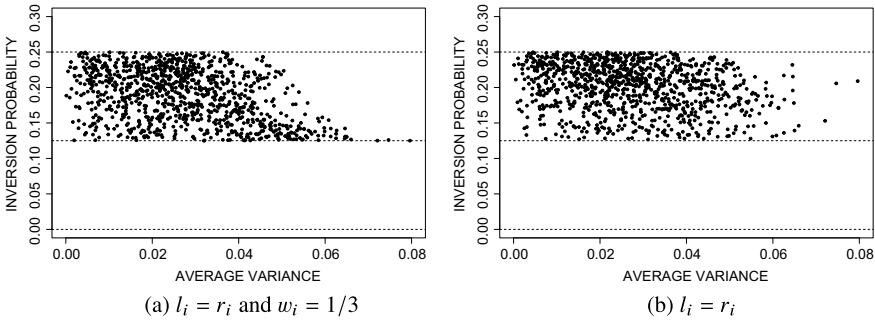 INVERSION PROBABILITY
0.30
0.25
0.20
0.15
0.10
0.05
0.00
0.00 0.02 0.04 0.06 0.08
AVERAGE VARIANCE
(a) l_i = r_i and w_i = 1/3
INVERSION PROBABILITY
0.30
0.25
0.20
0.15
0.10
0.05
0.00
0.00 0.02 0.04 0.06 0.08
AVERAGE VARIANCE
(b) l_i = r_i